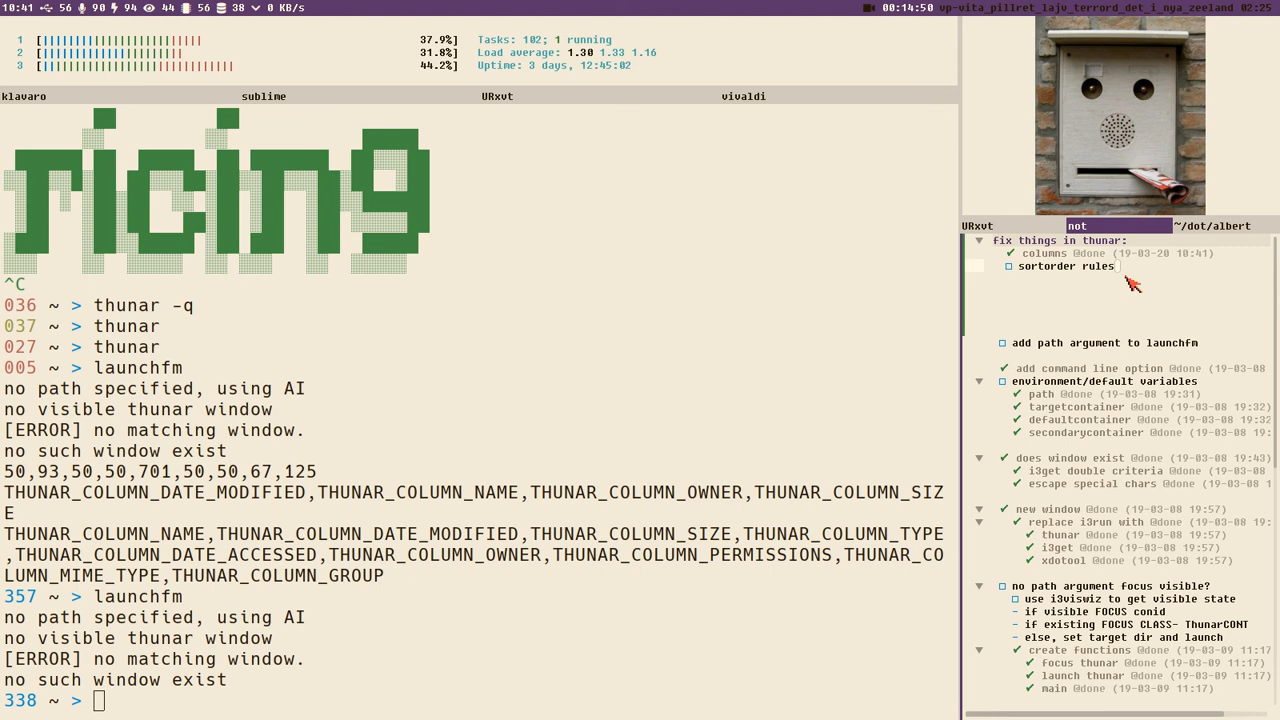 10:41 56 90 94 44 56 38 0 KB/s 00:14:50 vp-vita_pillret_lajv_terrord_det_i_nya_zeeland 02:25
1 [|||||||||||||||||||||||||||||| 37.9%] Tasks: 102; 1 running
2 [|||||||||||||||||||||||||| 31.8%] Load average: 1.30 1.33 1.16
3 [|||||||||||||||||||||||||||||||||||| 44.2%] Uptime: 3 days, 12:45:02
klavaro sublime URxvt vivaldi
ricing
^C
036 ~ > thunar -q
037 ~ > thunar
027 ~ > thunar
005 ~ > launchfm
no path specified, using AI
no visible thunar window
[ERROR] no matching window.
no such window exist
50,93,50,50,701,50,50,67,125
THUNAR_COLUMN_DATE_MODIFIED,THUNAR_COLUMN_NAME,THUNAR_COLUMN_OWNER,THUNAR_COLUMN_SIZ
E
THUNAR_COLUMN_NAME,THUNAR_COLUMN_DATE_MODIFIED,THUNAR_COLUMN_SIZE,THUNAR_COLUMN_TYPE
,THUNAR_COLUMN_DATE_ACCESSED,THUNAR_COLUMN_OWNER,THUNAR_COLUMN_PERMISSIONS,THUNAR_CO
LUMN_MIME_TYPE,THUNAR_COLUMN_GROUP
357 ~ > launchfm
no path specified, using AI
no visible thunar window
[ERROR] no matching window.
no such window exist
338 ~ >
URxvt not ~/dot/albert
fix things in thunar:
✔ columns @done (19-03-20 10:41)
☐ sortorder rules
☐ add path argument to launchfm
✔ add command line option @done (19-03-08
☐ environment/default variables
✔ path @done (19-03-08 19:31)
✔ targetcontainer @done (19-03-08 19:32)
✔ defaultcontainer @done (19-03-08 19:32
✔ secondarycontainer @done (19-03-08 19:
✔ does window exist @done (19-03-08 19:43)
✔ i3get double criteria @done (19-03-08
✔ escape special chars @done (19-03-08 1
✔ new window @done (19-03-08 19:57)
✔ replace i3run with @done (19-03-08 19:
✔ thunar @done (19-03-08 19:57)
✔ i3get @done (19-03-08 19:57)
✔ xdotool @done (19-03-08 19:57)
☐ no path argument focus visible?
☐ use i3viswiz to get visible state
- if visible FOCUS conid
- if existing FOCUS CLASS- ThunarCONT
- else, set target dir and launch
✔ create functions @done (19-03-09 11:17
✔ focus thunar @done (19-03-09 11:17)
✔ launch thunar @done (19-03-09 11:17)
✔ main @done (19-03-09 11:17)